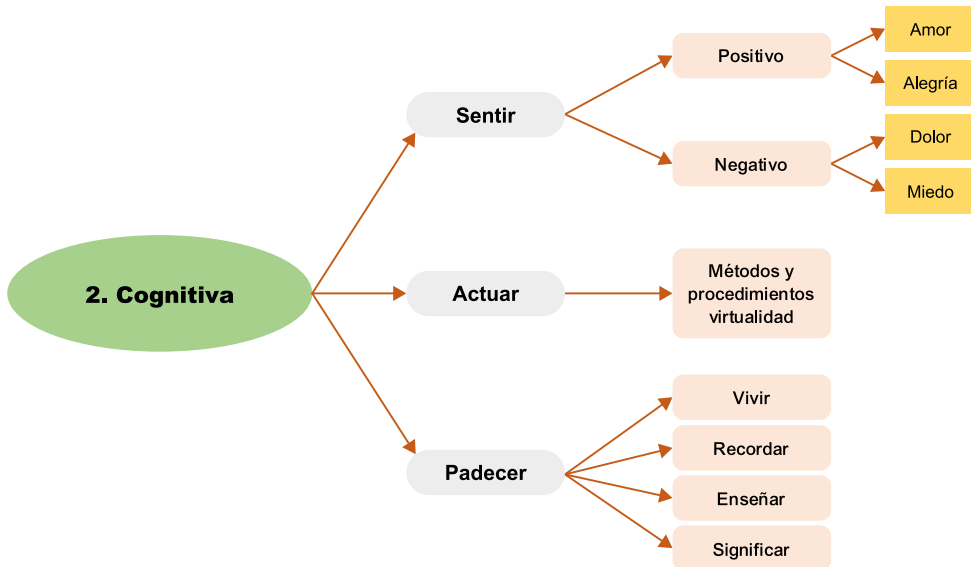 2. Cognitiva
Sentir
Positivo
Amor
Alegría
Negativo
Dolor
Miedo
Actuar
Métodos y
procedimientos
virtualidad
Padecer
Vivir
Recordar
Enseñar
Significar